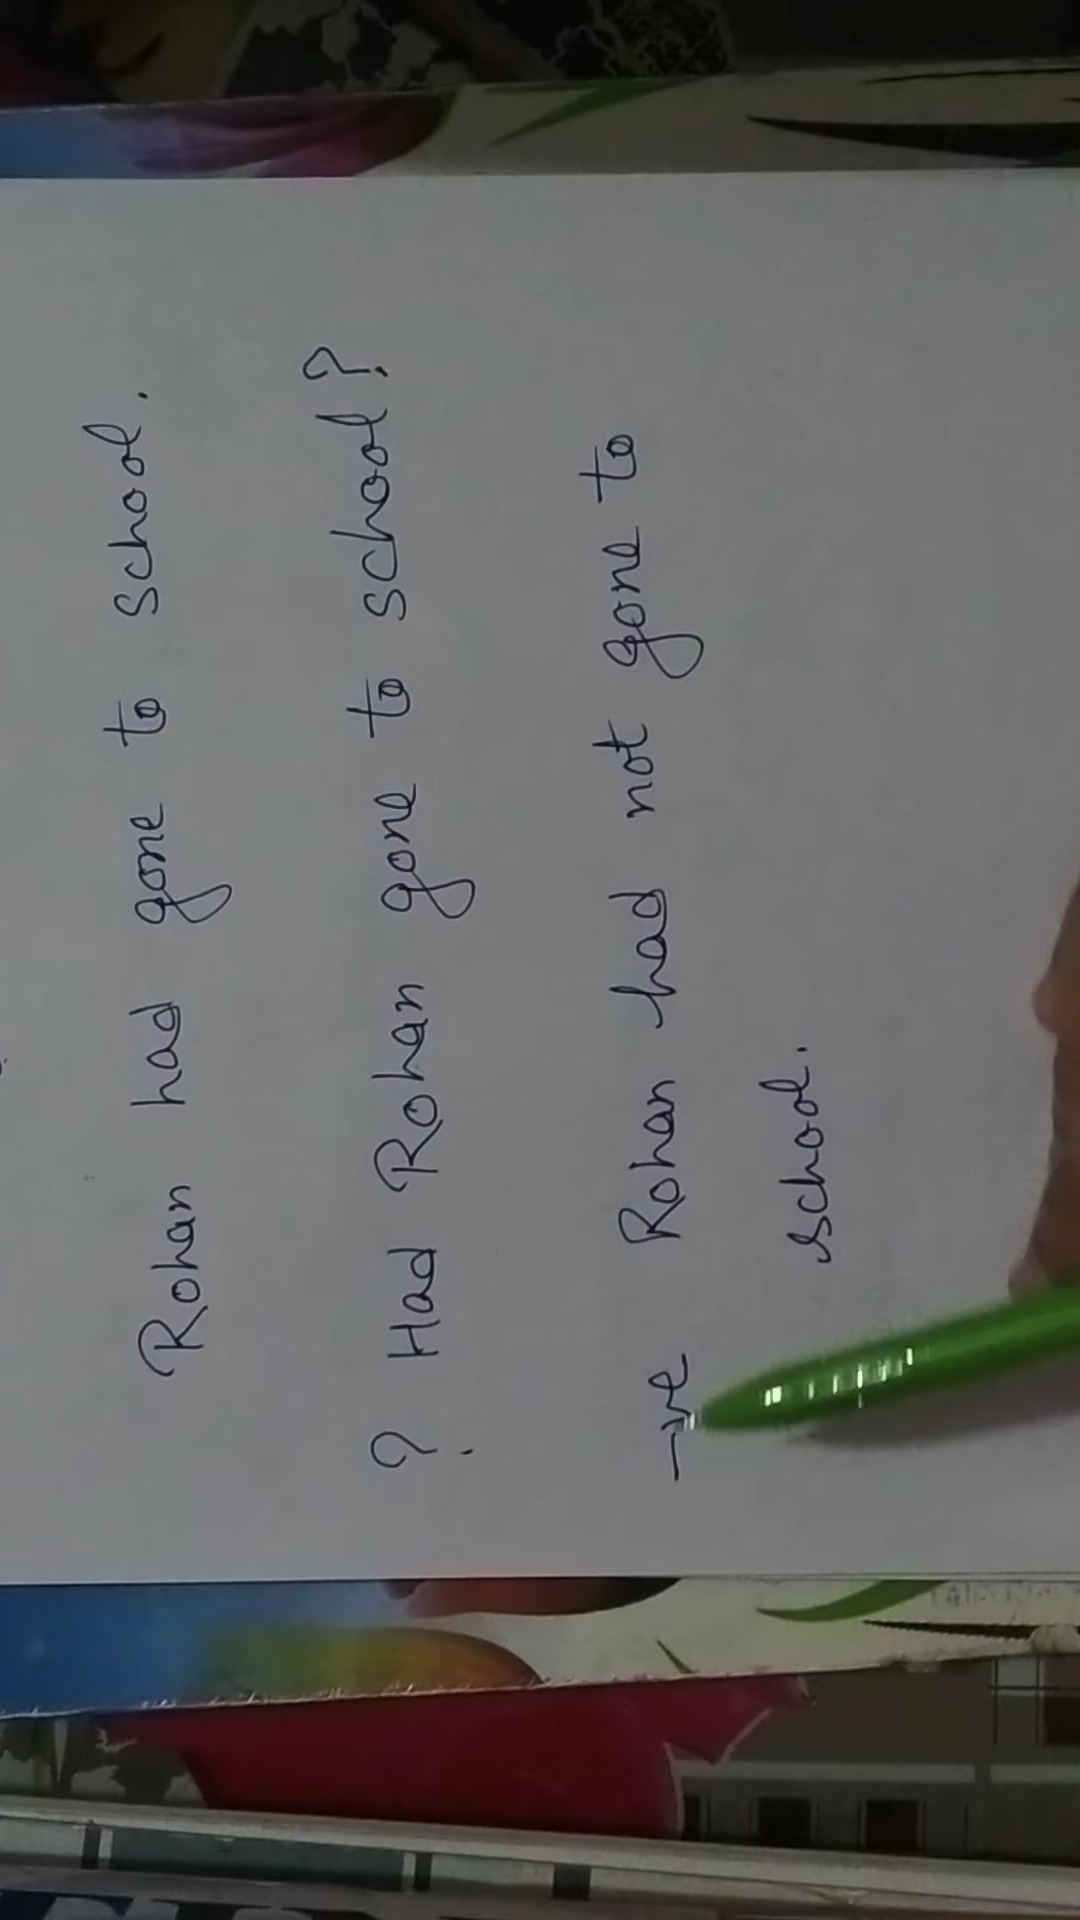 Rohan had gone to school.
? Had Rohan gone to school?
-ve Rohan had not gone to
school.